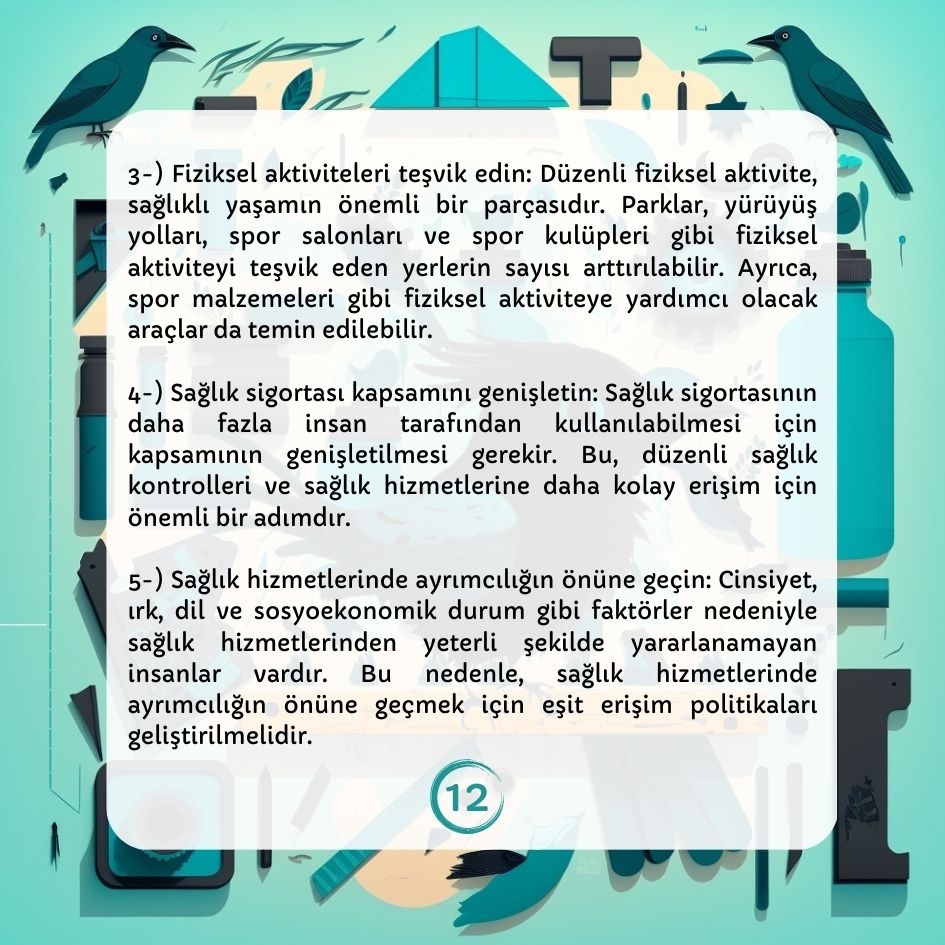 3-) Fiziksel aktiviteleri teşvik edin: Düzenli fiziksel aktivite,
sağlıklı yaşamın önemli bir parçasıdır. Parklar, yürüyüş
yolları, spor salonları ve spor kulüpleri gibi fiziksel
aktiviteyi teşvik eden yerlerin sayısı arttırılabilir. Ayrıca,
spor malzemeleri gibi fiziksel aktiviteye yardımcı olacak
araçlar da temin edilebilir.
4-) Sağlık sigortası kapsamını genişletin: Sağlık sigortasının
daha fazla insan tarafından kullanılabilmesi için
kapsamının genişletilmesi gerekir. Bu, düzenli sağlık
kontrolleri ve sağlık hizmetlerine daha kolay erişim için
önemli bir adımdır.
5-) Sağlık hizmetlerinde ayrımcılığın önüne geçin: Cinsiyet,
ırk, dil ve sosyoekonomik durum gibi faktörler nedeniyle
sağlık hizmetlerinden yeterli şekilde yararlanamayan
insanlar vardır. Bu nedenle, sağlık hizmetlerinde
ayrımcılığın önüne geçmek için eşit erişim politikaları
geliştirilmelidir.
12